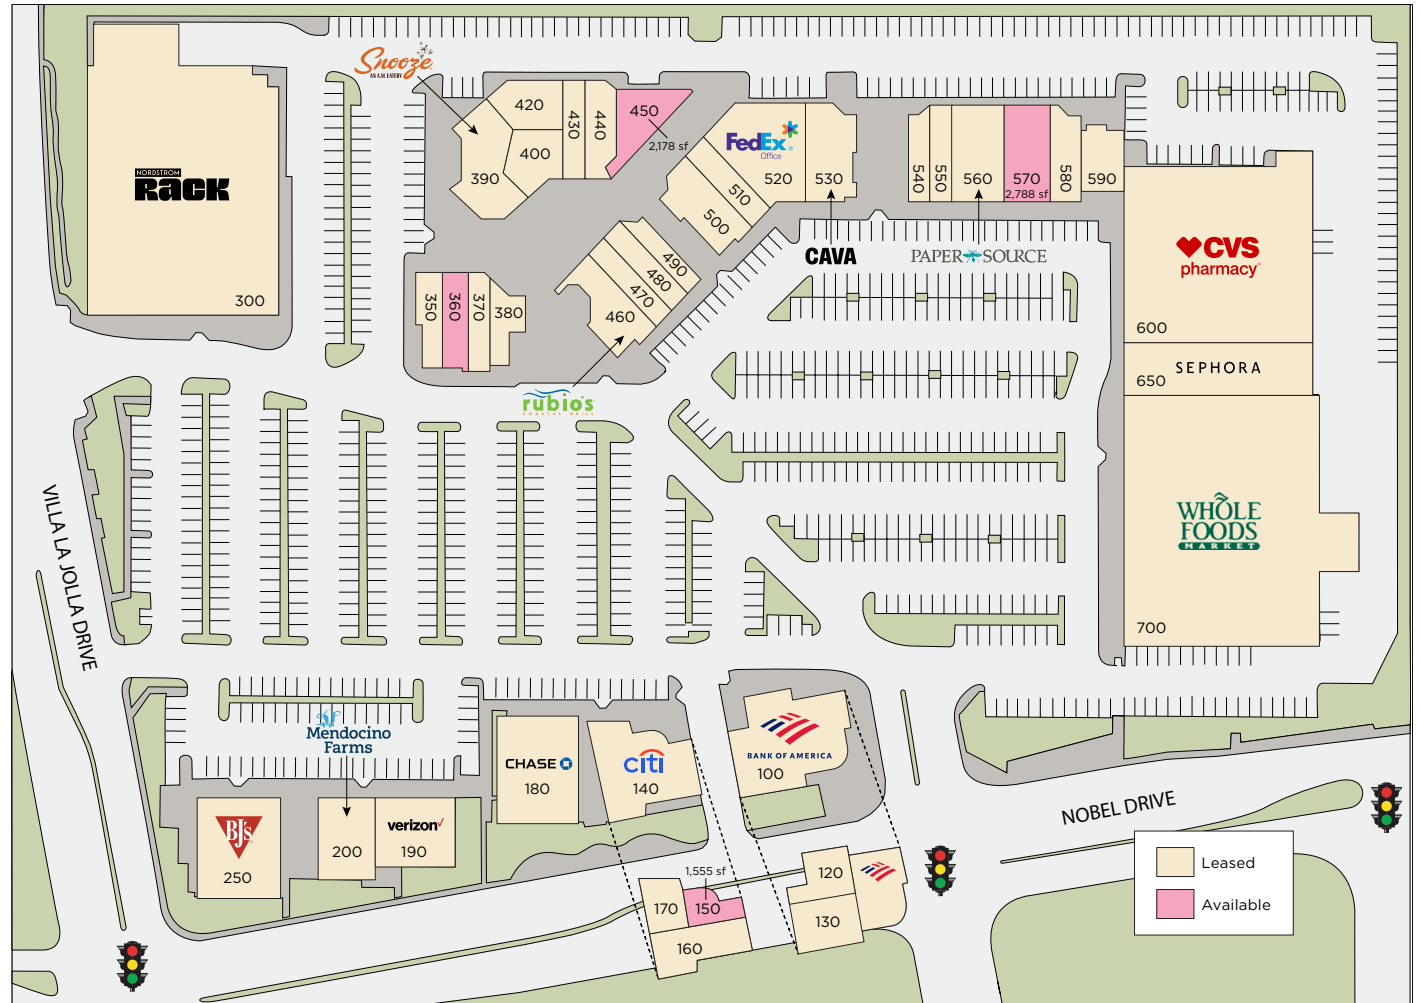 Snooze
AN A.M. EATERY
NORDSTROM
RACK
300
420
400
390
430
440
450
2,178 sf
FedEx®
Office
520
530
510
500
540
550
560
570
2,788 sf
580
590
CAVA
PAPER SOURCE
CVS
pharmacy®
600
SEPHORA
650
WHOLE
FOODS
MARKET
700
350
360
370
380
490
480
470
460
rubio's
COASTAL GRILL
VILLA LA JOLLA DRIVE
Mendocino
Farms
BJ's
250
200
verizon✓
190
CHASE
180
citi
140
BANK OF AMERICA
100
NOBEL DRIVE
1,555 sf
170
150
160
120
130
Leased
Available